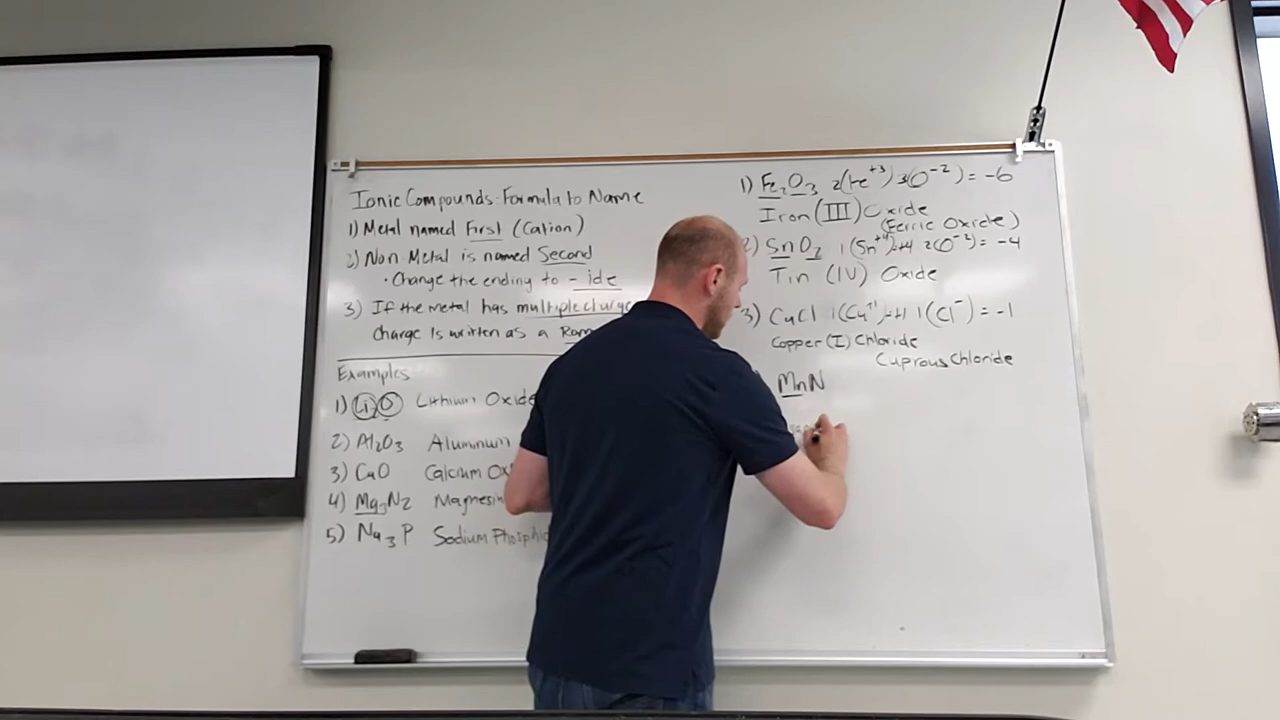 Ionic Compounds: Formula to Name
1) Metal named First (Cation)
2) Non Metal is named Second
• Change the ending to -ide
3) If the metal has multiple charge
charge is written as a Rom
Examples
1) Li₂O Lithium Oxide
2) Al₂O₃ Aluminum
3) CaO Calcium Ox
4) Mg₃N₂ Magnesiu
5) Na₃P Sodium Phosphid
1) Fe₂O₃ 2(Fe⁺³) 3(O⁻²) = -6
Iron (III) Oxide
(Ferric Oxide)
2) SnO₂ 1(Sn⁺⁴)=+4 2(O⁻²) = -4
Tin (IV) Oxide
3) CuCl 1(Cu⁺¹)=+1 1(Cl⁻) = -1
Copper (I) Chloride
Cuprous Chloride
MnN